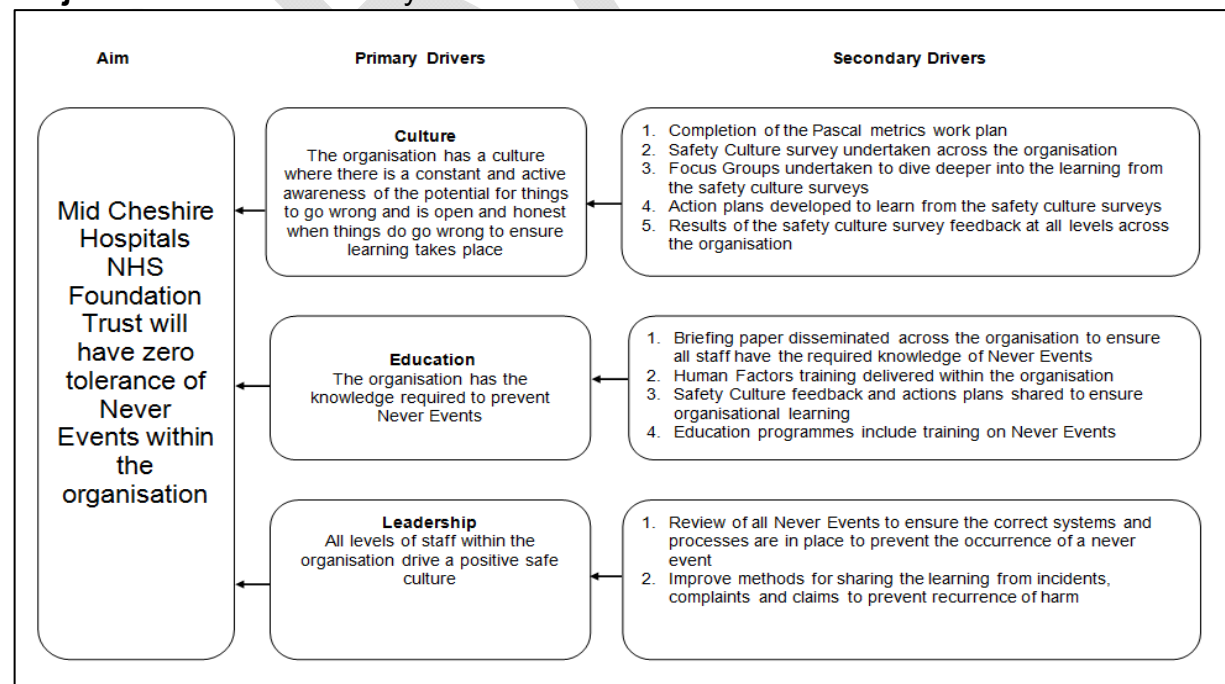 Aim
Primary Drivers
Secondary Drivers
Mid Cheshire
Hospitals
NHS
Foundation
Trust will
have zero
tolerance of
Never
Events within
the
organisation
Culture
The organisation has a culture
where there is a constant and active
awareness of the potential for things
to go wrong and is open and honest
when things do go wrong to ensure
learning takes place
1. Completion of the Pascal metrics work plan
2. Safety Culture survey undertaken across the organisation
3. Focus Groups undertaken to dive deeper into the learning from
the safety culture surveys
4. Action plans developed to learn from the safety culture surveys
5. Results of the safety culture survey feedback at all levels across
the organisation
Education
The organisation has the
knowledge required to prevent
Never Events
1. Briefing paper disseminated across the organisation to ensure
all staff have the required knowledge of Never Events
2. Human Factors training delivered within the organisation
3. Safety Culture feedback and actions plans shared to ensure
organisational learning
4. Education programmes include training on Never Events
Leadership
All levels of staff within the
organisation drive a positive safe
culture
1. Review of all Never Events to ensure the correct systems and
processes are in place to prevent the occurrence of a never
event
2. Improve methods for sharing the learning from incidents,
complaints and claims to prevent recurrence of harm